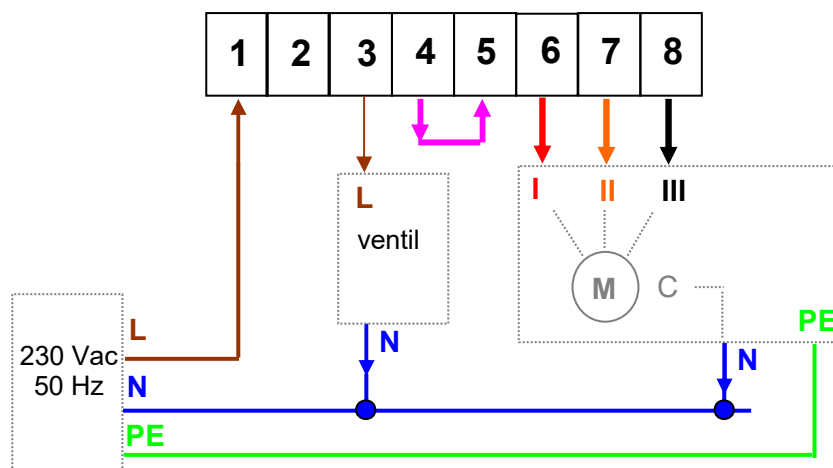 1 2 3 4 5 6 7 8
I II III
L
ventil
M C
PE
L
N
N
230 Vac
50 Hz
N
PE